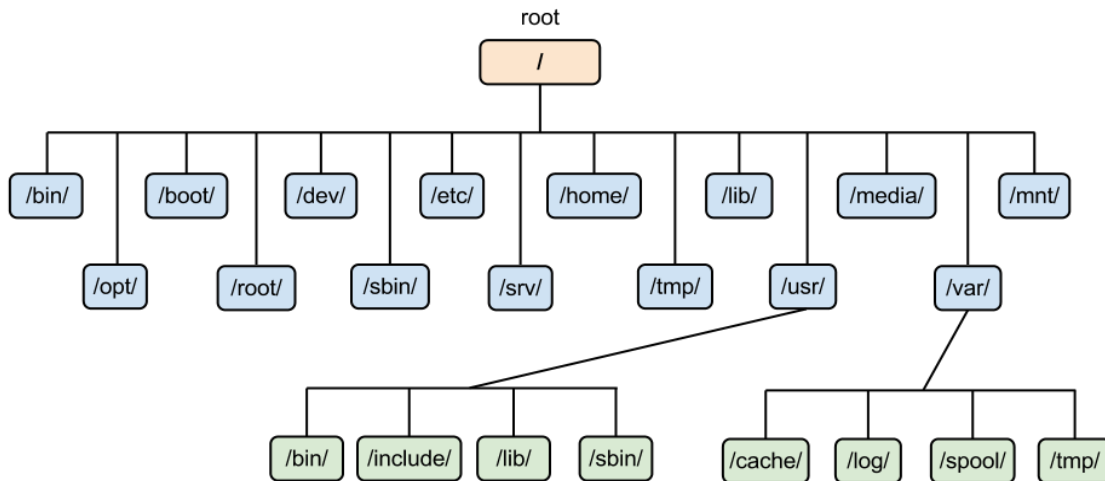 root
/
/bin/
/boot/
/dev/
/etc/
/home/
/lib/
/media/
/mnt/
/opt/
/root/
/sbin/
/srv/
/tmp/
/usr/
/var/
/bin/
/include/
/lib/
/sbin/
/cache/
/log/
/spool/
/tmp/